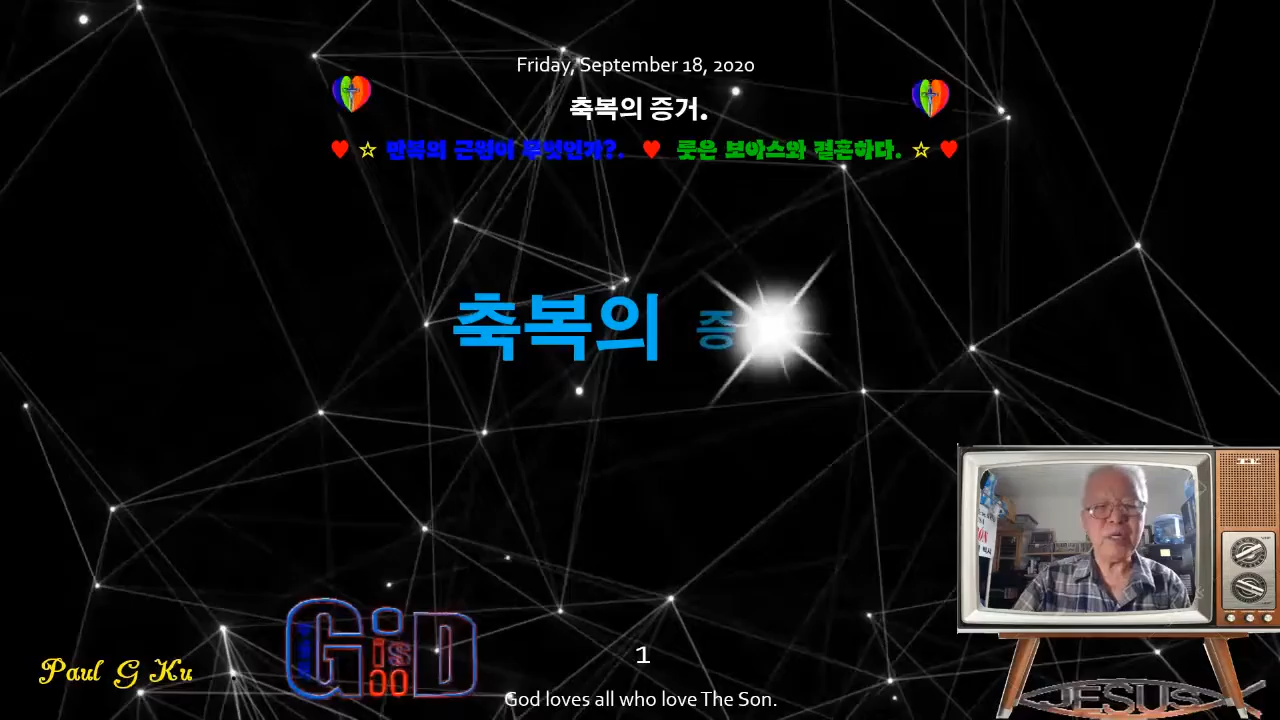 Friday, September 18, 2020
축복의 증거.
♥ ☆ 만복의 근원이 무엇인자?. ♥ 룻은 보아스와 결혼하다. ☆ ♥
축복의 증
Paul G Ku
GOD is
1
God loves all who love The Son.
JESUS